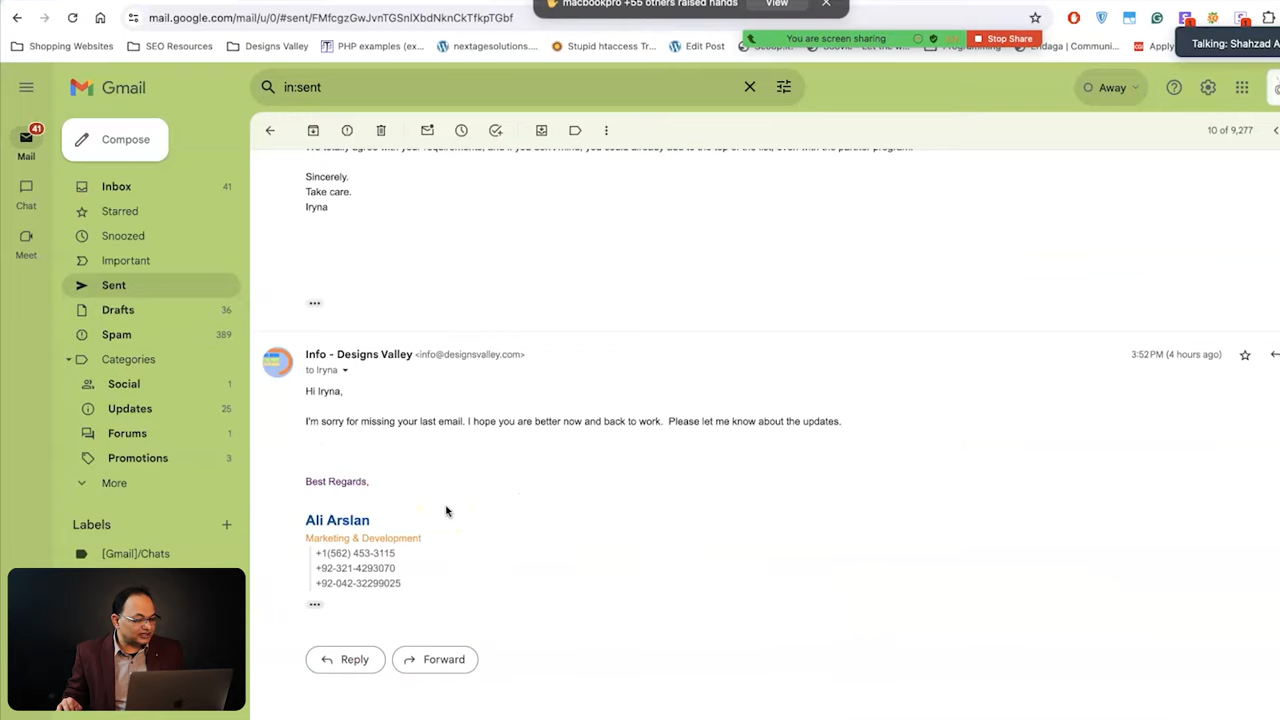 macbookpro +55 others raised hands View
mail.google.com/mail/u/0/#sent/FMfcgzGwJvnTGSnlXbdNknCkTfkpTGbf
You are screen sharing Stop Share
Talking: Shahzad A
Shopping Websites SEO Resources Designs Valley PHP examples (ex... nextagesolutions.... Stupid htaccess Tr... Edit Post Endaga | Communi... Apply
Gmail
in:sent
Away
41
Mail
Compose
10 of 9,277
Inbox 41
Chat
Starred
Snoozed
Meet
Important
Sent
Drafts 36
Spam 389
Categories
Social 1
Updates 25
Forums 1
Promotions 3
More
Labels
[Gmail]/Chats
Sincerely.
Take care.
Iryna
Info - Designs Valley <info@designsvalley.com>
3:52 PM (4 hours ago)
to Iryna
Hi Iryna,
I'm sorry for missing your last email. I hope you are better now and back to work. Please let me know about the updates.
Best Regards,
Ali Arslan
Marketing & Development
+1(562) 453-3115
+92-321-4293070
+92-042-32299025
Reply Forward